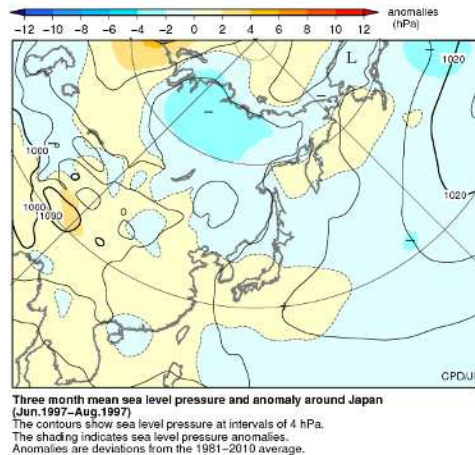 anomalies
−12 −10 −8 −6 −4 −2 0 2 4 6 8 10 12 (hPa)
L
1020
1000
1020
1000
1000
CPD/J
Three month mean sea level pressure and anomaly around Japan
(Jun.1997−Aug.1997)
The contours show sea level pressure at intervals of 4 hPa.
The shading indicates sea level pressure anomalies.
Anomalies are deviations from the 1981−2010 average.